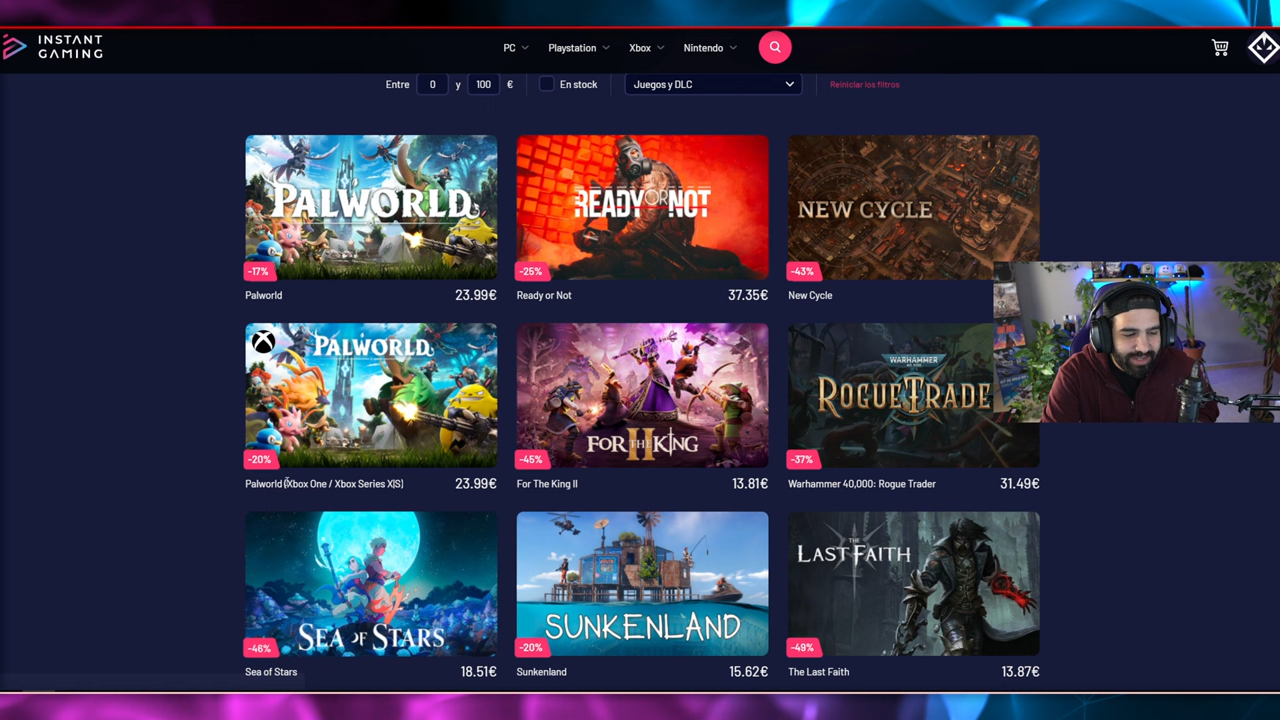 INSTANT
GAMING
PC
Playstation
Xbox
Nintendo
Entre 0 y 100 €
En stock
Juegos y DLC
Reiniciar los filtros
PALWORLD
-17%
Palworld 23.99€
READY OR NOT
-25%
Ready or Not 37.35€
NEW CYCLE
-43%
New Cycle
PALWORLD
-20%
Palworld (Xbox One / Xbox Series X|S) 23.99€
FOR THE KING II
-45%
For The King II 13.81€
WARHAMMER
40,000
ROGUE TRADE
-37%
Warhammer 40,000: Rogue Trader 31.49€
SEA OF STARS
-46%
Sea of Stars 18.51€
SUNKENLAND
-20%
Sunkenland 15.62€
THE
LAST FAITH
-49%
The Last Faith 13.87€